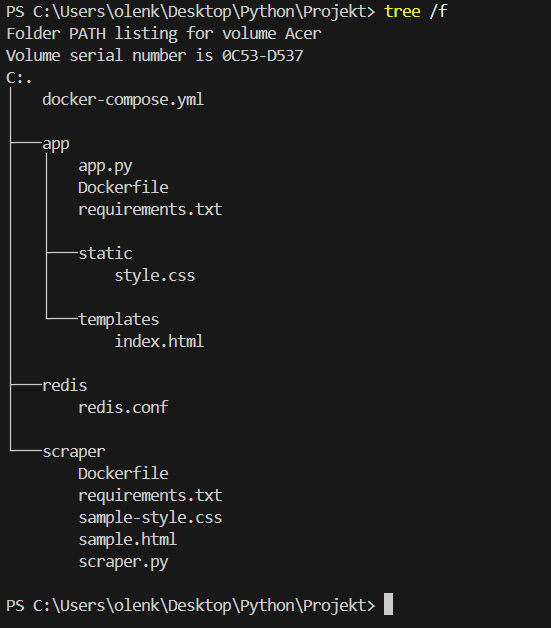 PS C:\Users\olenk\Desktop\Python\Projekt> tree /f
Folder PATH listing for volume Acer
Volume serial number is 0C53-D537
C:.
│   docker-compose.yml
│
├───app
│   │   app.py
│   │   Dockerfile
│   │   requirements.txt
│   │
│   ├───static
│   │       style.css
│   │
│   └───templates
│           index.html
│
├───redis
│       redis.conf
│
└───scraper
        Dockerfile
        requirements.txt
        sample-style.css
        sample.html
        scraper.py

PS C:\Users\olenk\Desktop\Python\Projekt>